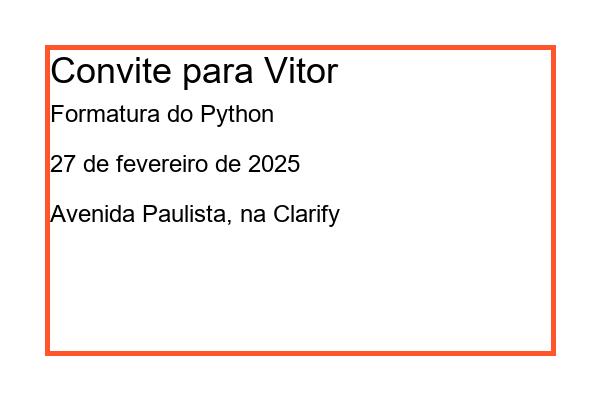 Convite para Vitor
Formatura do Python
27 de fevereiro de 2025
Avenida Paulista, na Clarify